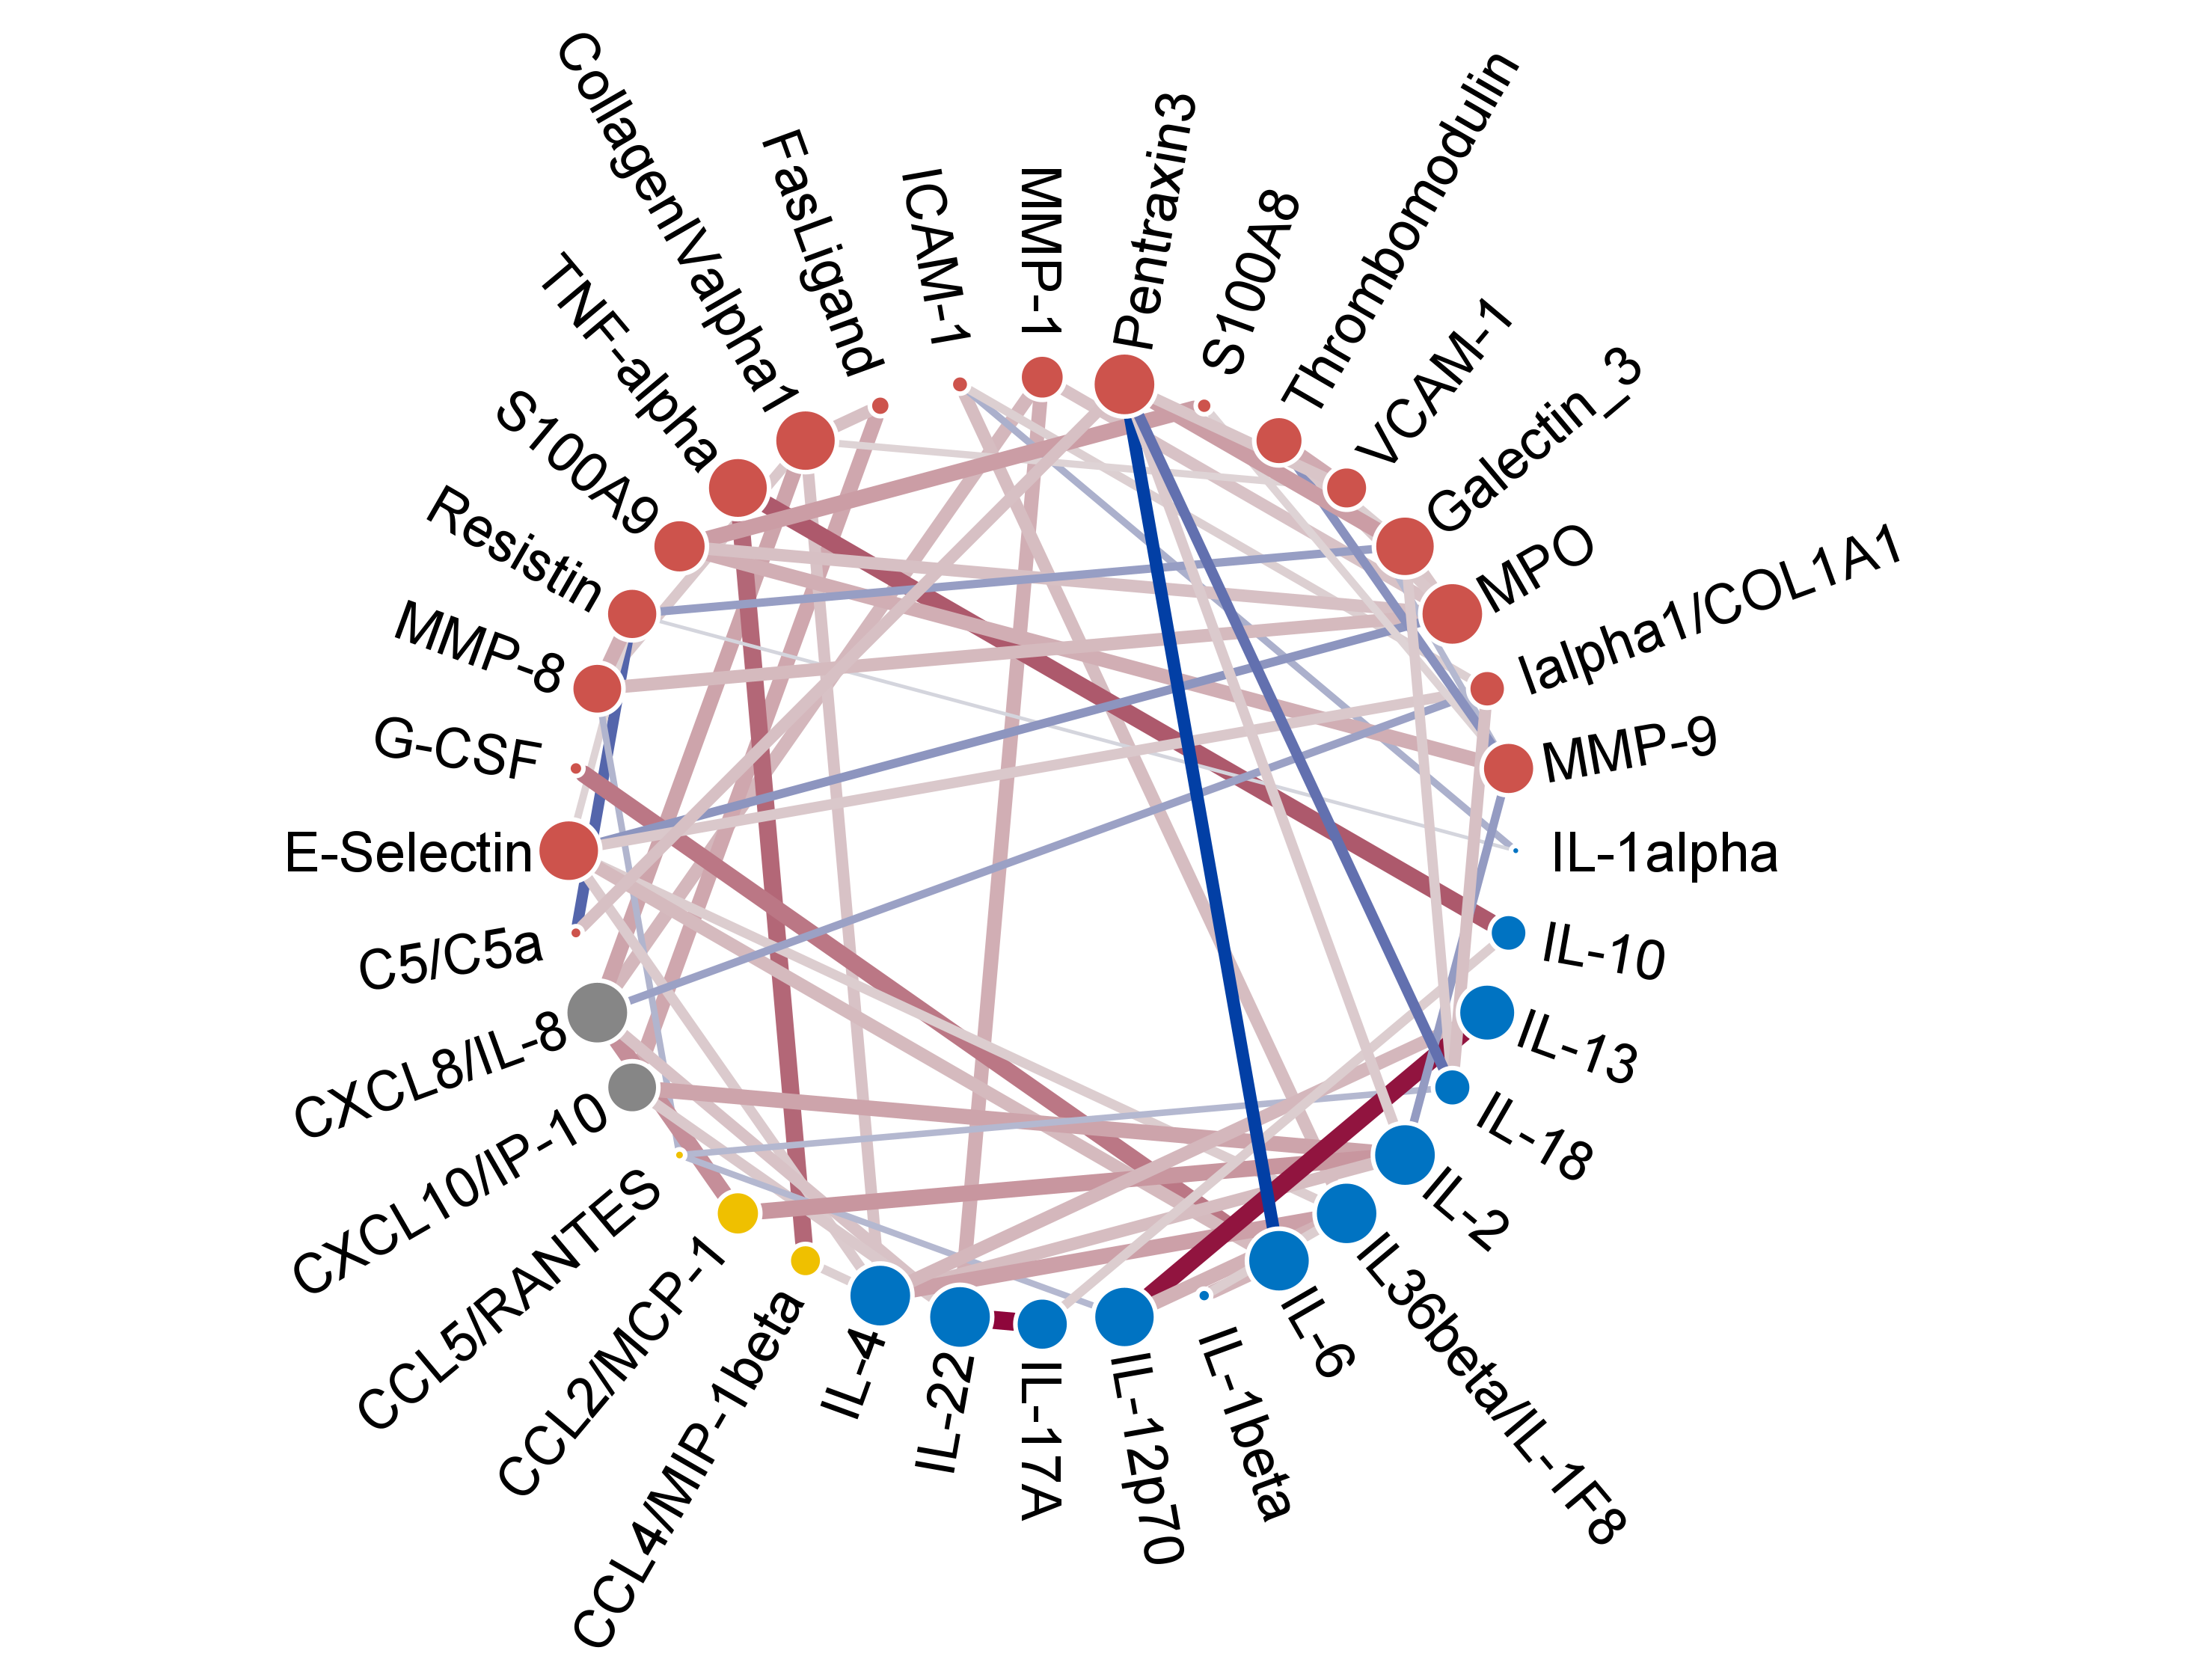 CollagenIValpha1
FasLigand
ICAM-1
MMP-1
Pentraxin3
S100A8
Thrombomodulin
VCAM-1
Galectin_3
MPO
Ialpha1/COL1A1
MMP-9
IL-1alpha
IL-10
IL-13
IL-18
IL-2
IL36beta/IL-1F8
IL-6
IL-1beta
IL-12p70
IL-17A
IL-22
IL-4
CCL4/MIP-1beta
CCL2/MCP-1
CCL5/RANTES
CXCL10/IP-10
CXCL8/IL-8
C5/C5a
E-Selectin
G-CSF
MMP-8
Resistin
S100A9
TNF-alpha